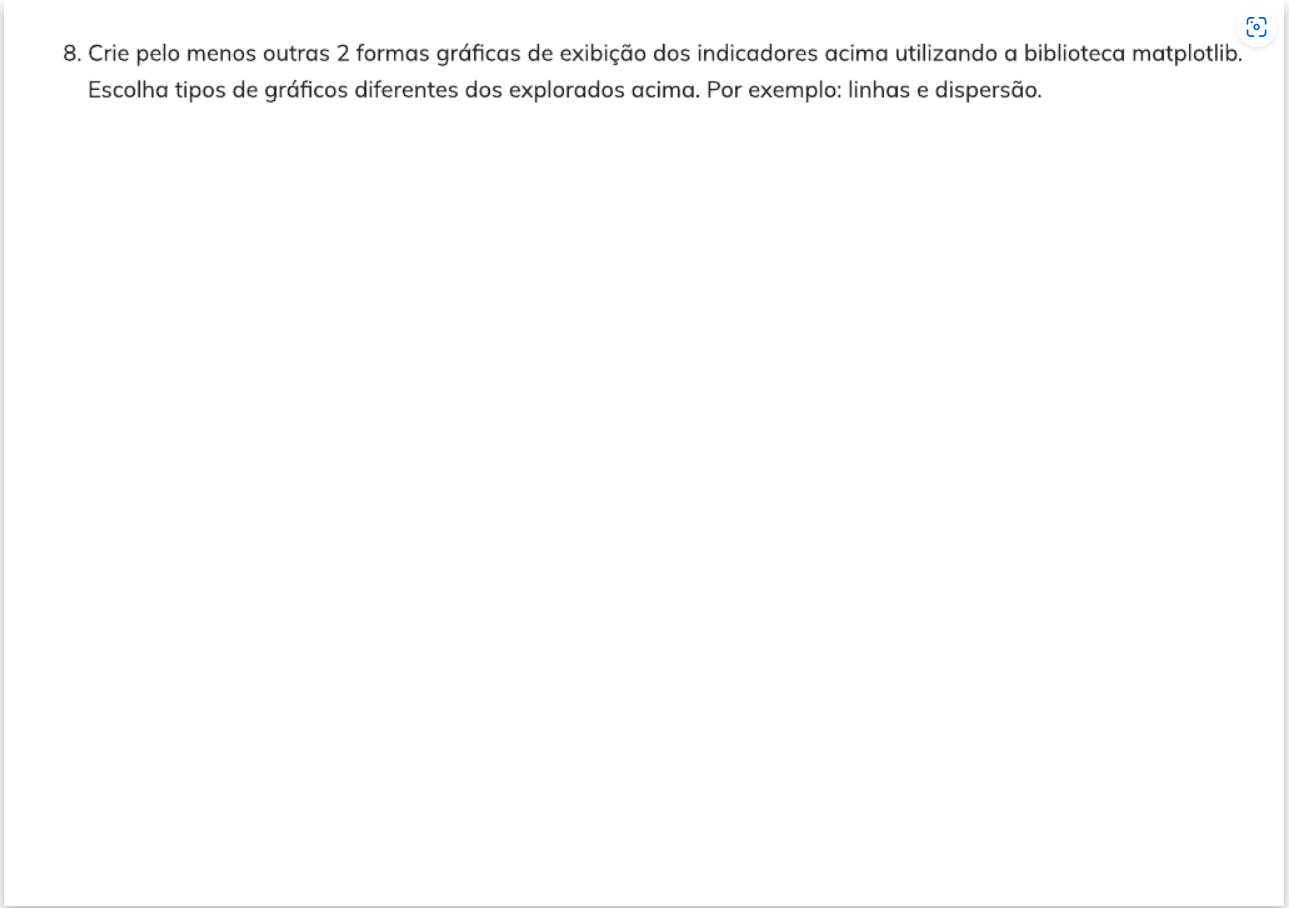 8. Crie pelo menos outras 2 formas gráficas de exibição dos indicadores acima utilizando a biblioteca matplotlib.
Escolha tipos de gráficos diferentes dos explorados acima. Por exemplo: linhas e dispersão.